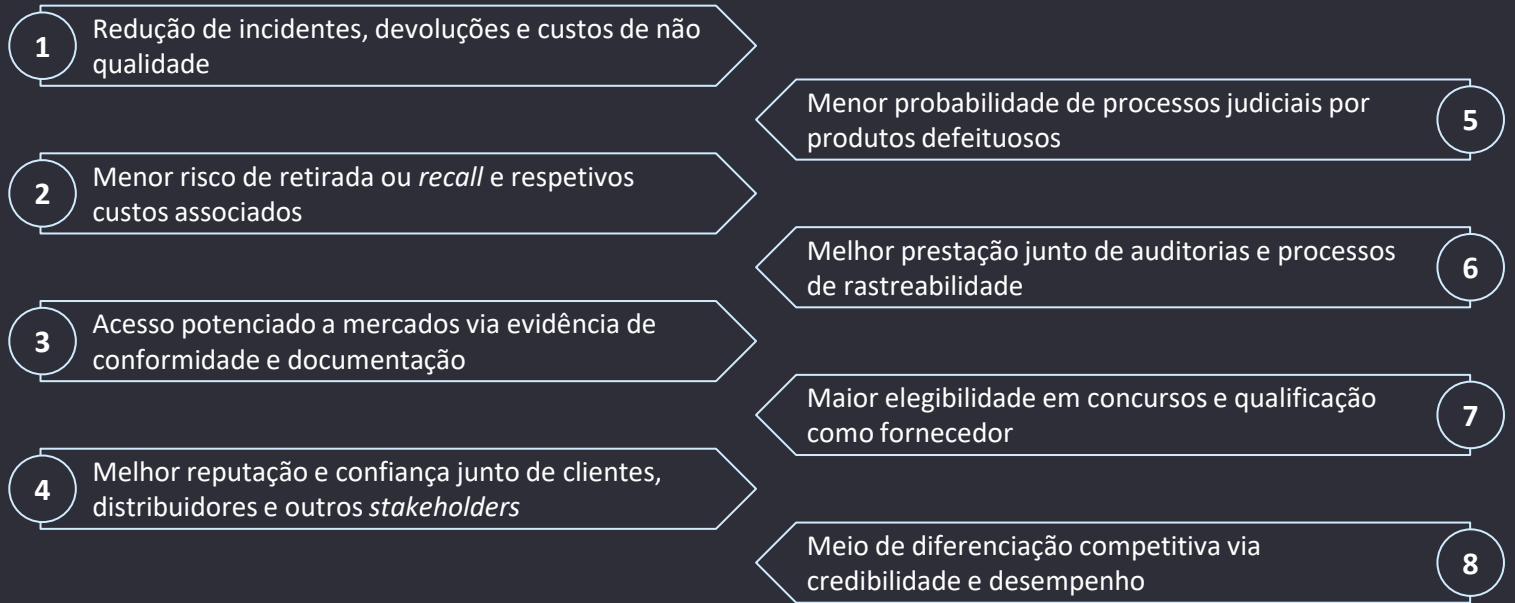 1
Redução de incidentes, devoluções e custos de não
qualidade
2
Menor risco de retirada ou recall e respetivos
custos associados
3
Acesso potenciado a mercados via evidência de
conformidade e documentação
4
Melhor reputação e confiança junto de clientes,
distribuidores e outros stakeholders
Menor probabilidade de processos judiciais por
produtos defeituosos
5
Melhor prestação junto de auditorias e processos
de rastreabilidade
6
Maior elegibilidade em concursos e qualificação
como fornecedor
7
Meio de diferenciação competitiva via
credibilidade e desempenho
8